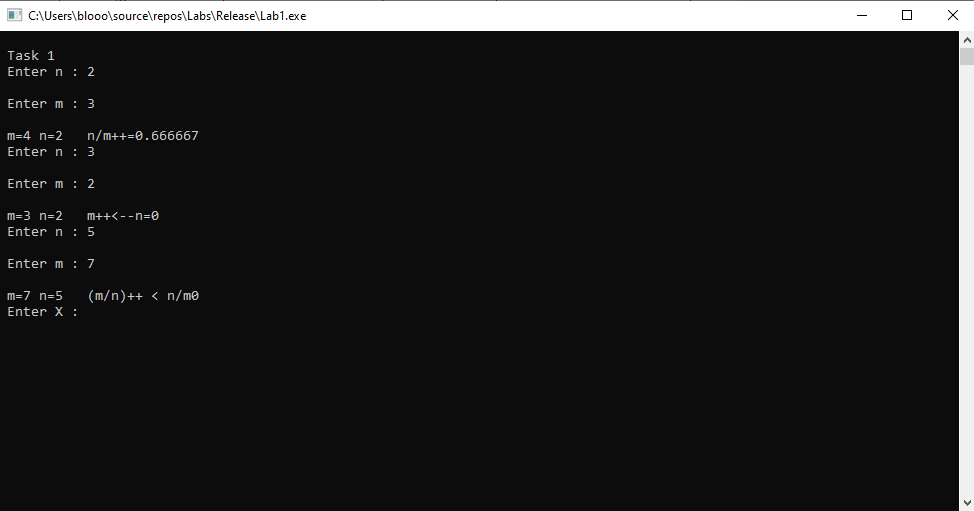 C:\Users\blooo\source\repos\Labs\Release\Lab1.exe
Task 1
Enter n : 2
Enter m : 3
m=4 n=2   n/m++=0.666667
Enter n : 3
Enter m : 2
m=3 n=2   m++<--n=0
Enter n : 5
Enter m : 7
m=7 n=5   (m/n)++ < n/m0
Enter X :